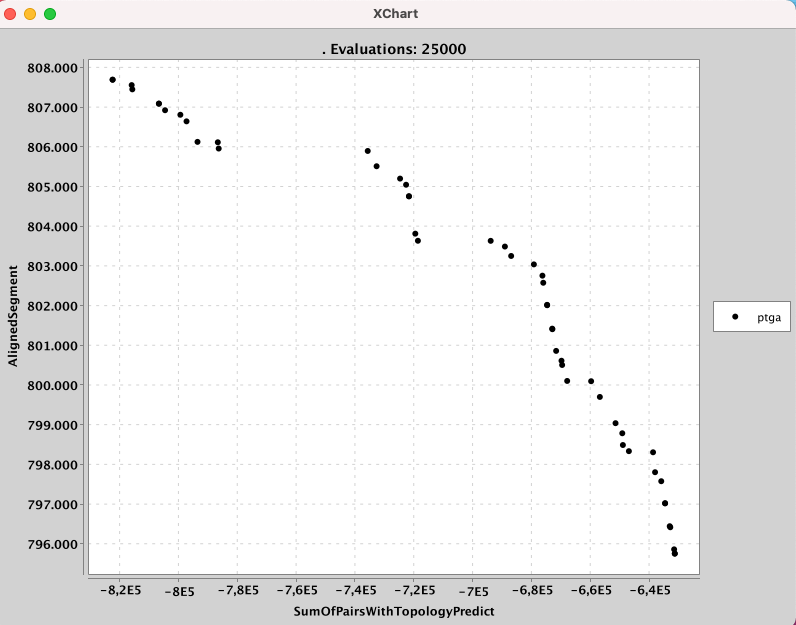 XChart
. Evaluations: 25000
808.000
807.000
806.000
805.000
804.000
803.000
802.000
801.000
800.000
799.000
798.000
797.000
796.000
AlignedSegment
ptga
-8,2E5 -8E5 -7,8E5 -7,6E5 -7,4E5 -7,2E5 -7E5 -6,8E5 -6,6E5 -6,4E5
SumOfPairsWithTopologyPredict